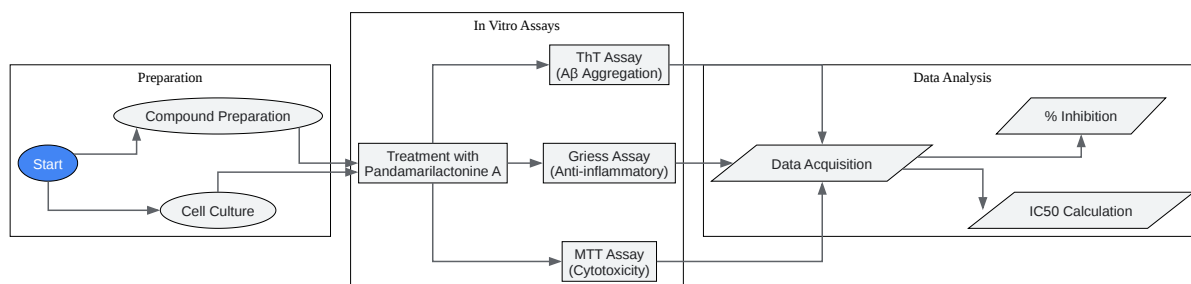 Preparation
Start
Compound Preparation
Cell Culture
In Vitro Assays
Treatment with
Pandamarilactonine A
ThT Assay
(Aβ Aggregation)
Griess Assay
(Anti-inflammatory)
MTT Assay
(Cytotoxicity)
Data Analysis
Data Acquisition
% Inhibition
IC50 Calculation